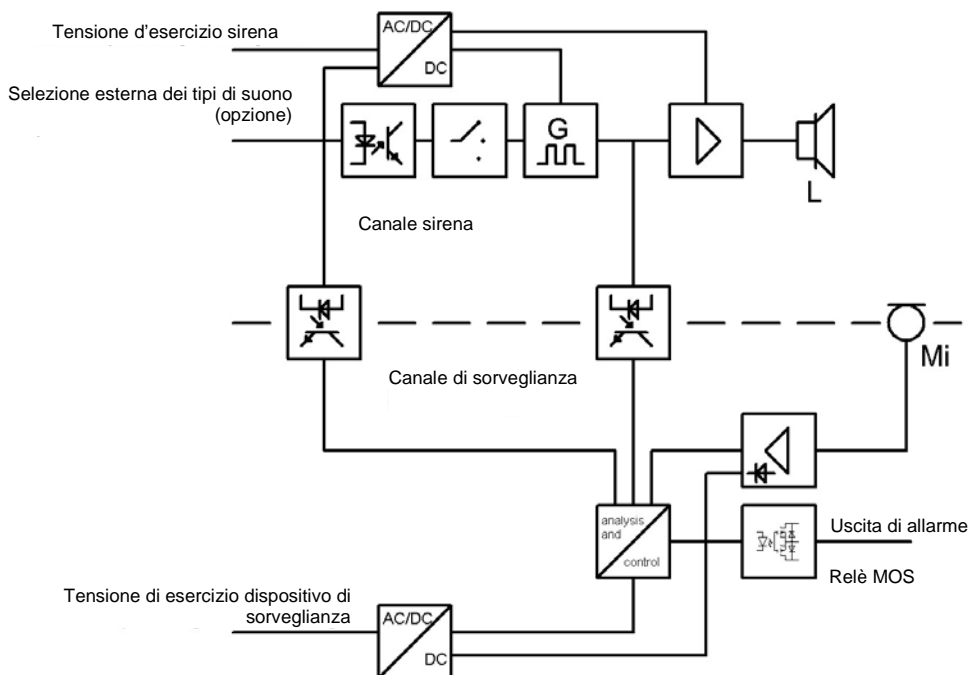 Tensione d'esercizio sirena
AC/DC
DC
Selezione esterna dei tipi di suono
(opzione)
G
L
Canale sirena
Mi
Canale di sorveglianza
analysis
and
control
Uscita di allarme
Relè MOS
Tensione di esercizio dispositivo di
sorveglianza
AC/DC
DC